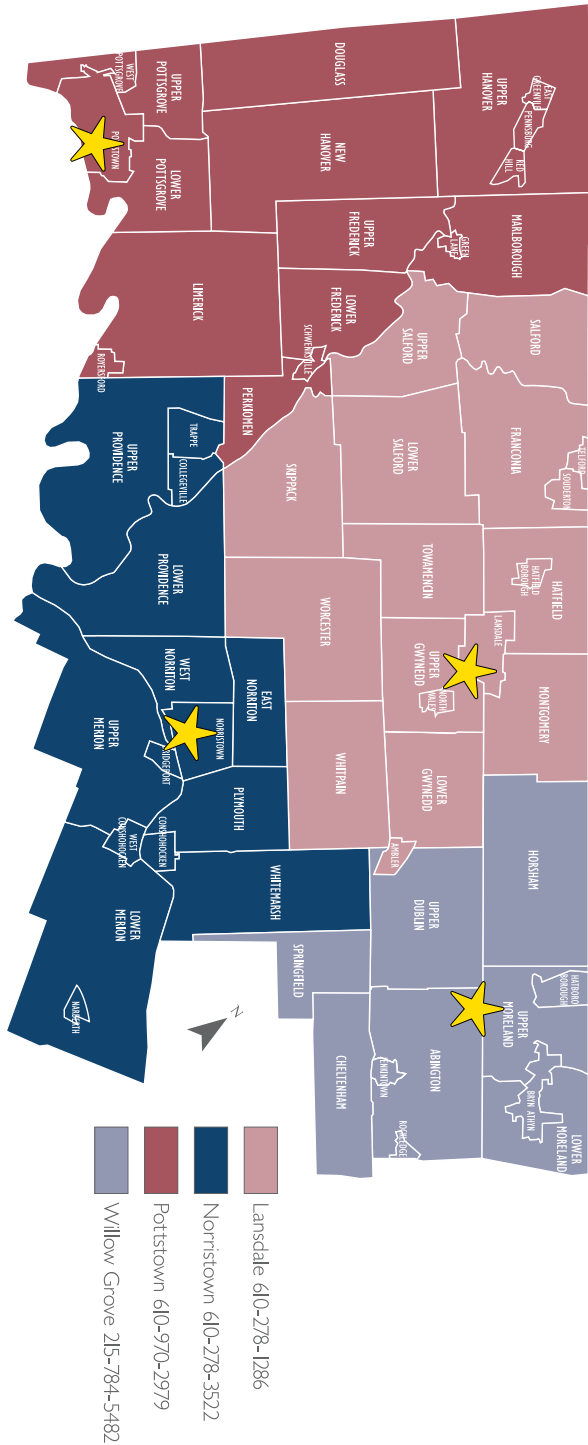 EAST
GREENVILLE
PENNSBURG
RED
HILL
UPPER
HANOVER
MARLBOROUGH
GREEN
LANE
SALFORD
TELFORD
SOUDERTON
FRANCONIA
HATFIELD
HATFIELD
BOROUGH
LANSDALE
MONTGOMERY
HORSHAM
HATBORO
BOROUGH
UPPER
MORELAND
BRYN ATHYN
LOWER
MORELAND
DOUGLASS
NEW
HANOVER
UPPER
FREDERICK
LOWER
FREDERICK
SCHWENKSVILLE
UPPER
SALFORD
LOWER
SALFORD
TOWAMENCIN
UPPER
GWYNEDD
NORTH
WALES
LOWER
GWYNEDD
AMBLER
UPPER
DUBLIN
ABINGTON
JENKINTOWN
ROCKLEDGE
UPPER
POTTSGROVE
WEST
POTTSGROVE
POTTSTOWN
LOWER
POTTSGROVE
LIMERICK
ROYERSFORD
PERKIOMEN
SKIPPACK
WORCESTER
WHITPAIN
SPRINGFIELD
CHELTENHAM
TRAPPE
COLLEGEVILLE
UPPER
PROVIDENCE
LOWER
PROVIDENCE
WEST
NORRITON
EAST
NORRITON
NORRISTOWN
BRIDGEPORT
UPPER
MERION
PLYMOUTH
WHITEMARSH
CONSHOHOCKEN
WEST
CONSHOHOCKEN
LOWER
MERION
NARBERTH
N
Lansdale 610-278-1286
Norristown 610-278-3522
Pottstown 610-970-2979
Willow Grove 215-784-5482